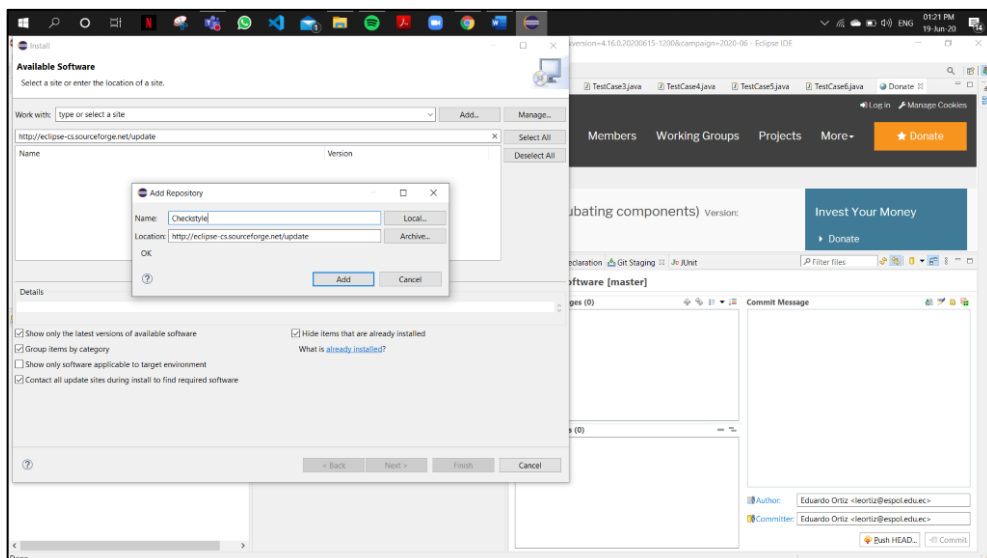 ENG
01:21 PM
19-Jun-20
Install
version=4.16.0.20200615-1200&campaign=2020-06 - Eclipse IDE
Available Software
Select a site or enter the location of a site.
TestCase3.java TestCase4.java TestCase5.java TestCase6.java Donate
Log in Manage Cookies
Work with: type or select a site Add... Manage...
http://eclipse-cs.sourceforge.net/update Select All
Name Version Deselect All
Members Working Groups Projects More Donate
Add Repository
Name: Checkstyle Local...
Location: http://eclipse-cs.sourceforge.net/update Archive...
OK
Add Cancel
ubating components) Version:
Invest Your Money
Donate
eclaration Git Staging JUnit
Filter files
oftware [master]
Details
ges (0) Commit Message
Show only the latest versions of available software Hide items that are already installed
Group items by category What is already installed?
Show only software applicable to target environment
Contact all update sites during install to find required software
s (0)
< Back Next > Finish Cancel
Author: Eduardo Ortiz <leortiz@espol.edu.ec>
Committer: Eduardo Ortiz <leortiz@espol.edu.ec>
Push HEAD... Commit